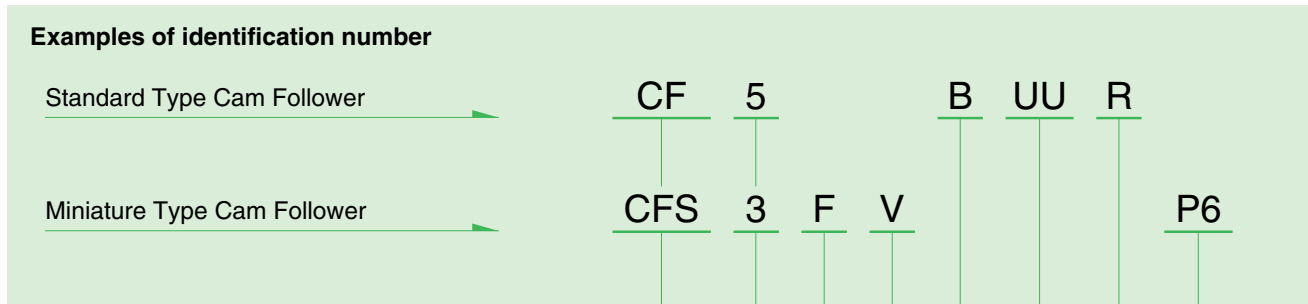 Examples of identification number
Standard Type Cam Follower CF 5 B UU R
Miniature Type Cam Follower CFS 3 F V P6